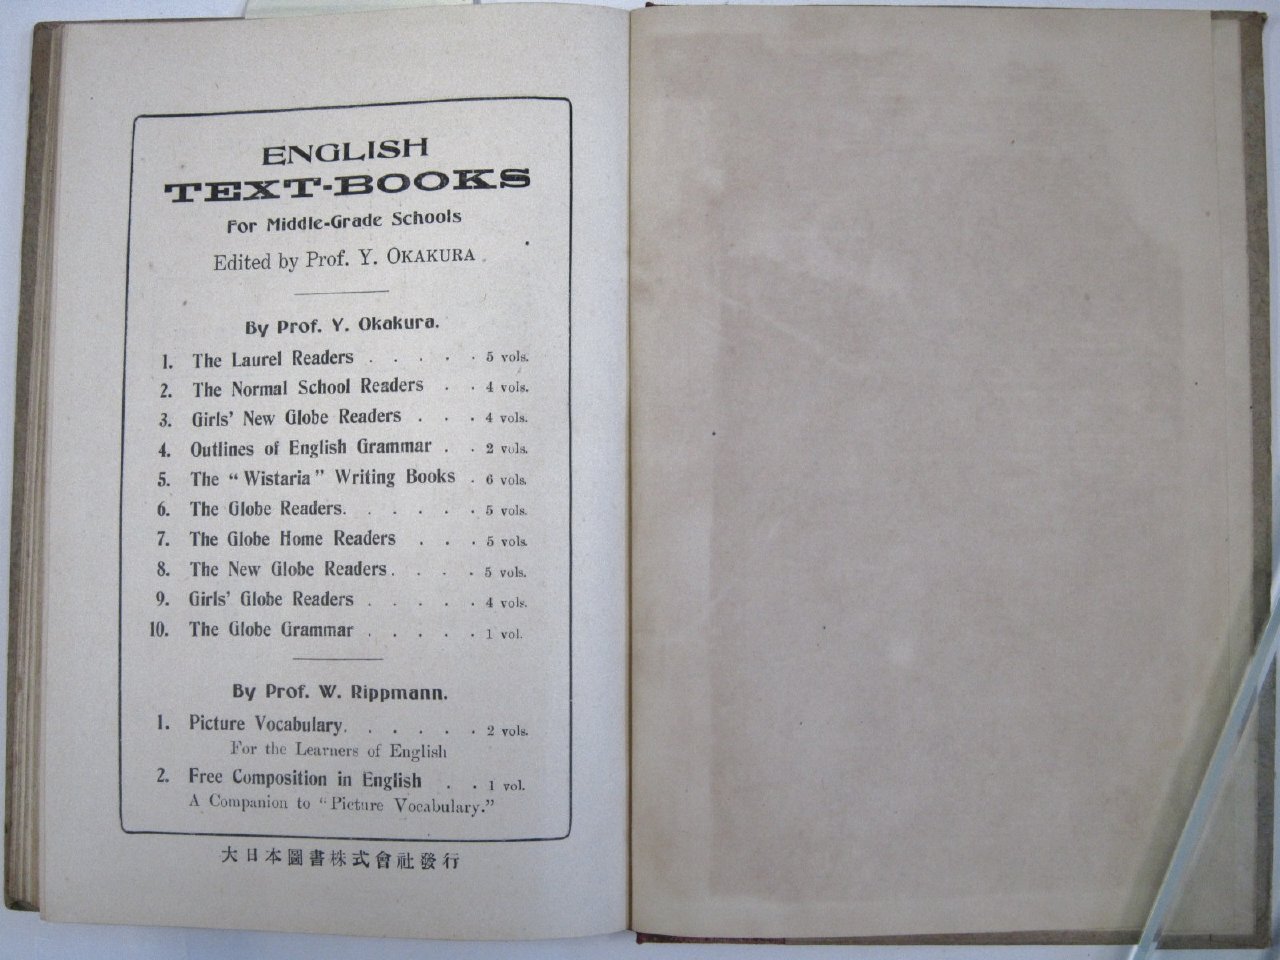 ENGLISH
TEXT-BOOKS
For Middle-Grade Schools
Edited by Prof. Y. OKAKURA.
By Prof. Y. Okakura.
1. The Laurel Readers . . . . . 5 vols.
2. The Normal School Readers . . 4 vols.
3. Girls' New Globe Readers . . . 4 vols.
4. Outlines of English Grammar . . 2 vols.
5. The "Wistaria" Writing Books . 6 vols.
6. The Globe Readers. . . . . . 5 vols.
7. The Globe Home Readers . . . 5 vols.
8. The New Globe Readers. . . . 5 vols.
9. Girls' Globe Readers . . . . . 4 vols.
10. The Globe Grammar . . . . . 1 vol.
By Prof. W. Rippmann.
1. Picture Vocabulary. . . . . . 2 vols.
For the Learners of English
2. Free Composition in English . . 1 vol.
A Companion to "Picture Vocabulary."
大日本圖書株式會社發行